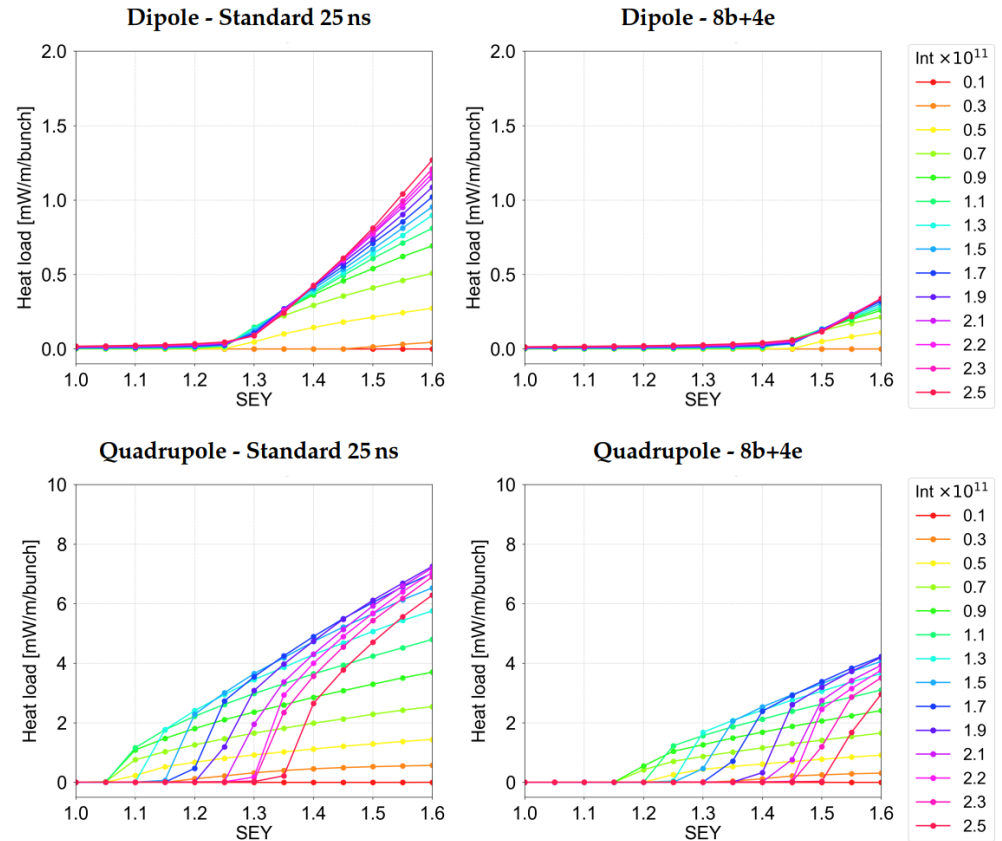 Dipole - Standard 25 ns
Dipole - 8b+4e
Heat load [mW/m/bunch]
2.0
1.5
1.0
0.5
0.0
1.0 1.1 1.2 1.3 1.4 1.5 1.6
SEY
Heat load [mW/m/bunch]
2.0
1.5
1.0
0.5
0.0
1.0 1.1 1.2 1.3 1.4 1.5 1.6
SEY
Int ×10¹¹
0.1
0.3
0.5
0.7
0.9
1.1
1.3
1.5
1.7
1.9
2.1
2.2
2.3
2.5
Quadrupole - Standard 25 ns
Quadrupole - 8b+4e
Heat load [mW/m/bunch]
10
8
6
4
2
0
1.0 1.1 1.2 1.3 1.4 1.5 1.6
SEY
Heat load [mW/m/bunch]
10
8
6
4
2
0
1.0 1.1 1.2 1.3 1.4 1.5 1.6
SEY
Int ×10¹¹
0.1
0.3
0.5
0.7
0.9
1.1
1.3
1.5
1.7
1.9
2.1
2.2
2.3
2.5